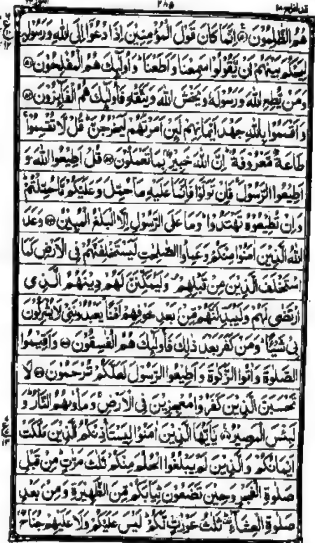 قد افلح ١٨
٢٨٥
هُمُ الظّٰلِمُوْنَ ۞ اِنَّمَا كَانَ قَوْلَ الْمُؤْمِنِيْنَ اِذَا دُعُوْۤا اِلَى اللّٰهِ وَرَسُوْلِهٖ
لِيَحْكُمَ بَيْنَهُمْ اَنْ يَّقُوْلُوْا سَمِعْنَا وَاَطَعْنَا وَاُولٰٓئِكَ هُمُ الْمُفْلِحُوْنَ ۞
وَمَنْ يُّطِعِ اللّٰهَ وَرَسُوْلَهٗ وَيَخْشَ اللّٰهَ وَيَتَّقْهِ فَاُولٰٓئِكَ هُمُ الْفَآئِزُوْنَ ۞
وَاَقْسَمُوْا بِاللّٰهِ جَهْدَ اَيْمَانِهِمْ لَئِنْ اَمَرْتَهُمْ لَيَخْرُجُنَّ قُلْ لَّا تُقْسِمُوْا
طَاعَةٌ مَّعْرُوْفَةٌ اِنَّ اللّٰهَ خَبِيْرٌۢ بِمَا تَعْمَلُوْنَ ۞ قُلْ اَطِيْعُوا اللّٰهَ وَ
اَطِيْعُوا الرَّسُوْلَ فَاِنْ تَوَلَّوْا فَاِنَّمَا عَلَيْهِ مَا حُمِّلَ وَعَلَيْكُمْ مَّا حُمِّلْتُمْ
وَاِنْ تُطِيْعُوْهُ تَهْتَدُوْا وَمَا عَلَى الرَّسُوْلِ اِلَّا الْبَلٰغُ الْمُبِيْنُ ۞ وَعَدَ
اللّٰهُ الَّذِيْنَ اٰمَنُوْا مِنْكُمْ وَعَمِلُوا الصّٰلِحٰتِ لَيَسْتَخْلِفَنَّهُمْ فِى الْاَرْضِ كَمَا
اسْتَخْلَفَ الَّذِيْنَ مِنْ قَبْلِهِمْ وَلَيُمَكِّنَنَّ لَهُمْ دِيْنَهُمُ الَّذِى
ارْتَضٰى لَهُمْ وَلَيُبَدِّلَنَّهُمْ مِّنْۢ بَعْدِ خَوْفِهِمْ اَمْنًا يَعْبُدُوْنَنِىْ لَا يُشْرِكُوْنَ
بِىْ شَيْـًٔا وَمَنْ كَفَرَ بَعْدَ ذٰلِكَ فَاُولٰٓئِكَ هُمُ الْفٰسِقُوْنَ ۞ وَاَقِيْمُوا
الصَّلٰوةَ وَاٰتُوا الزَّكٰوةَ وَاَطِيْعُوا الرَّسُوْلَ لَعَلَّكُمْ تُرْحَمُوْنَ ۞ لَا
تَحْسَبَنَّ الَّذِيْنَ كَفَرُوْا مُعْجِزِيْنَ فِى الْاَرْضِ وَمَاْوٰىهُمُ النَّارُ وَ
لَبِئْسَ الْمَصِيْرُ ۞ يٰۤاَيُّهَا الَّذِيْنَ اٰمَنُوْا لِيَسْتَاْذِنْكُمُ الَّذِيْنَ مَلَكَتْ
اَيْمَانُكُمْ وَالَّذِيْنَ لَمْ يَبْلُغُوا الْحُلُمَ مِنْكُمْ ثَلٰثَ مَرّٰتٍ مِنْ قَبْلِ
صَلٰوةِ الْفَجْرِ وَحِيْنَ تَضَعُوْنَ ثِيَابَكُمْ مِّنَ الظَّهِيْرَةِ وَمِنْۢ بَعْدِ
صَلٰوةِ الْعِشَآءِ ثَلٰثُ عَوْرٰتٍ لَّكُمْ لَيْسَ عَلَيْكُمْ وَلَا عَلَيْهِمْ جُنَاحٌۢ